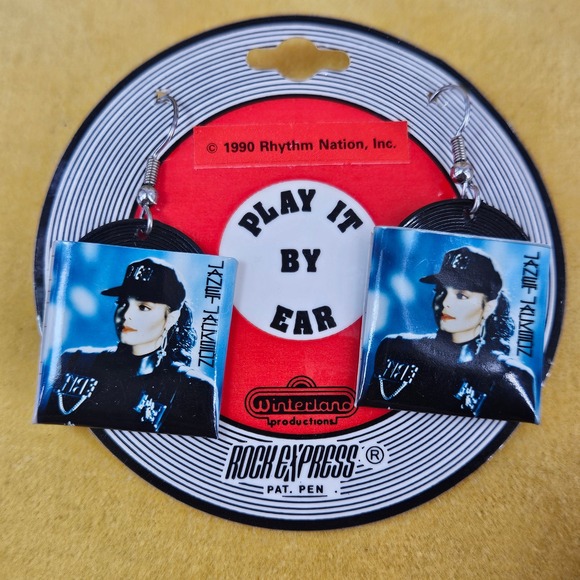 © 1990 Rhythm Nation, Inc.
PLAY IT
BY
EAR
Winterland
productions
ROCK EXPRESS ®
PAT. PEN.